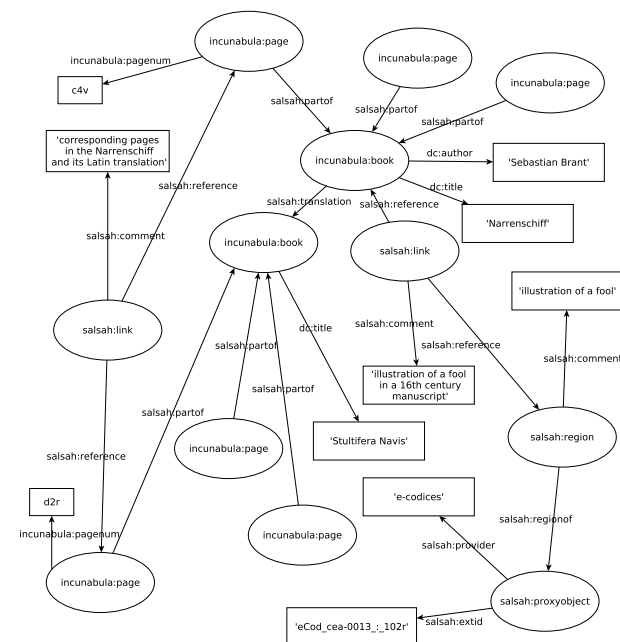 incunabula:page
incunabula:page
incunabula:pagenum
incunabula:page
c4v
salsah:partof
salsah:partof
salsah:partof
'corresponding pages
in the Narrenschiff
and its Latin translation'
incunabula:book
dc:author
'Sebastian Brant'
salsah:reference
dc:title
salsah:translation
salsah:reference
'Narrenschiff'
salsah:comment
incunabula:book
salsah:link
'illustration of a fool'
salsah:link
dc:title
salsah:comment
salsah:partof
salsah:reference
salsah:comment
'illustration of a fool
in a 16th century
manuscript'
salsah:partof
salsah:partof
'Stultifera Navis'
salsah:region
incunabula:page
salsah:reference
'e-codices'
d2r
salsah:regionof
incunabula:pagenum
incunabula:page
salsah:provider
incunabula:page
salsah:proxyobject
salsah:extid
'eCod_cea-0013_:_102r'